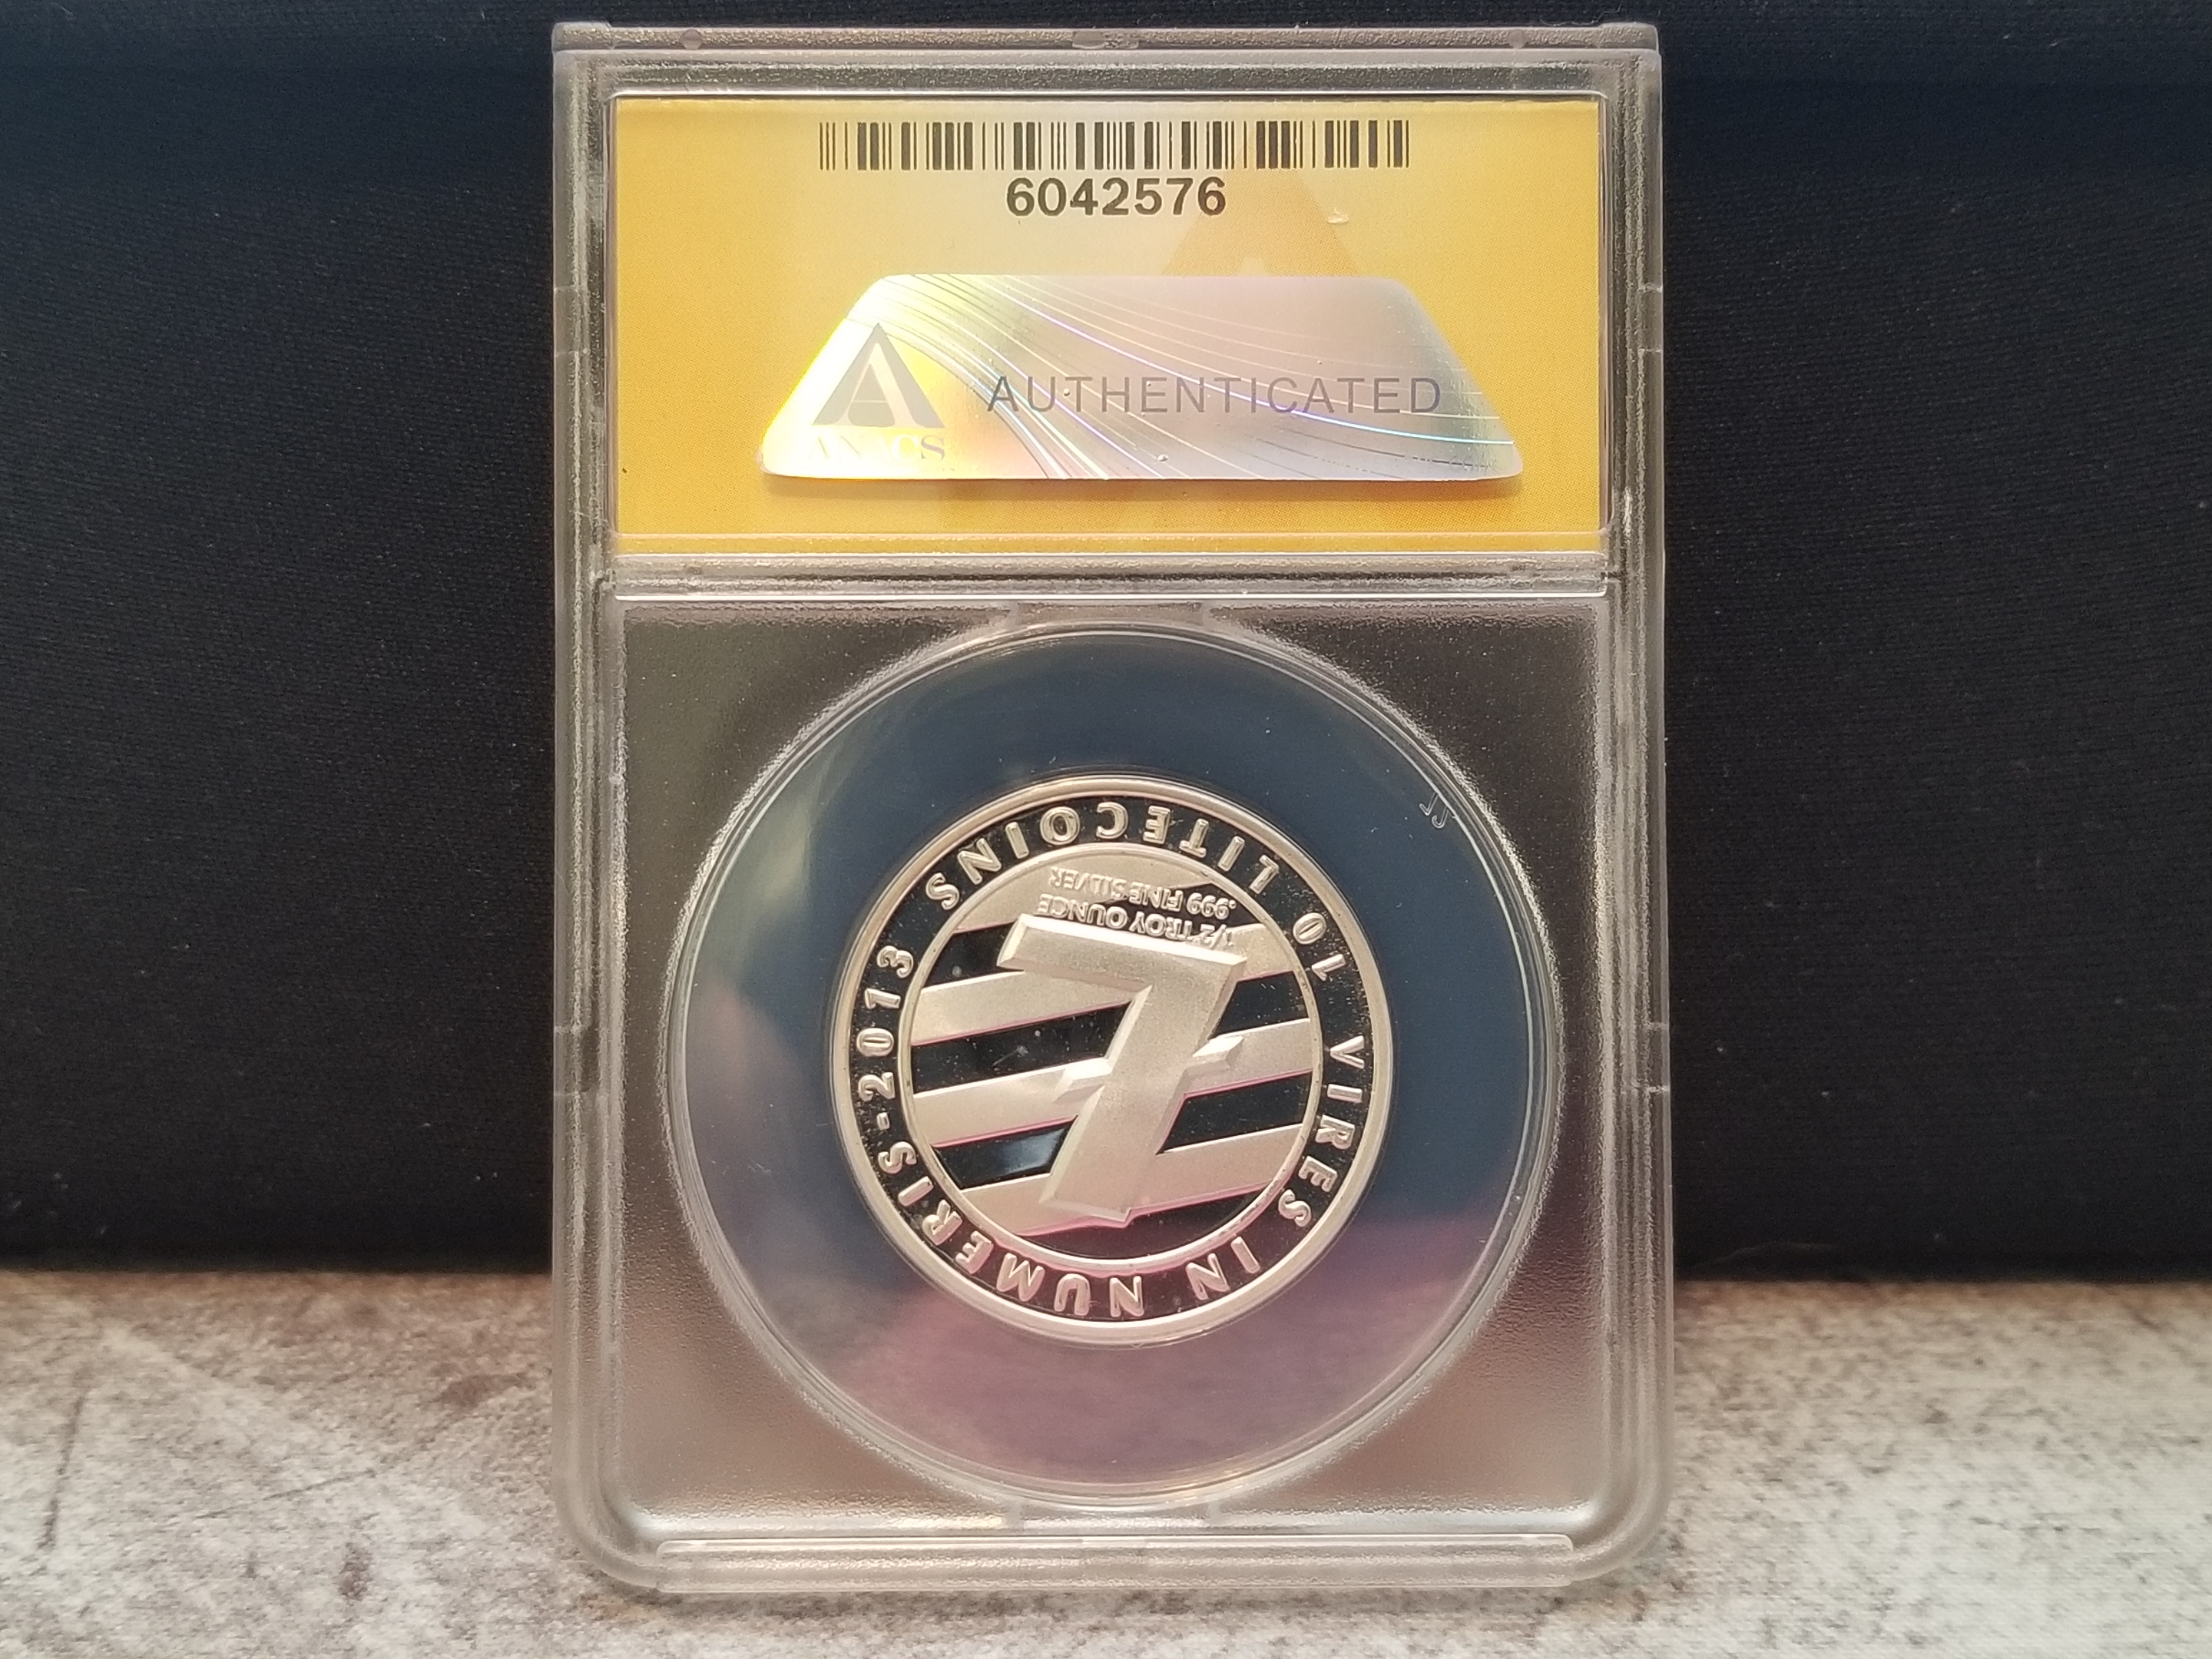 6042576
ANACS
AUTHENTICATED
10 LITECOINS
VIRES IN NUMERIS-2013
1/2 TROY OUNCE
.999 FINE SILVER